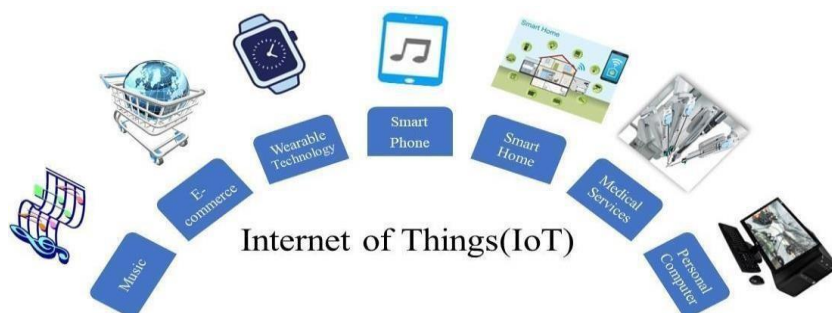 Smart Home
Music
E-
commerce
Wearable
Technology
Smart
Phone
Smart
Home
Medical
Services
Personal
Computer
Internet of Things(IoT)